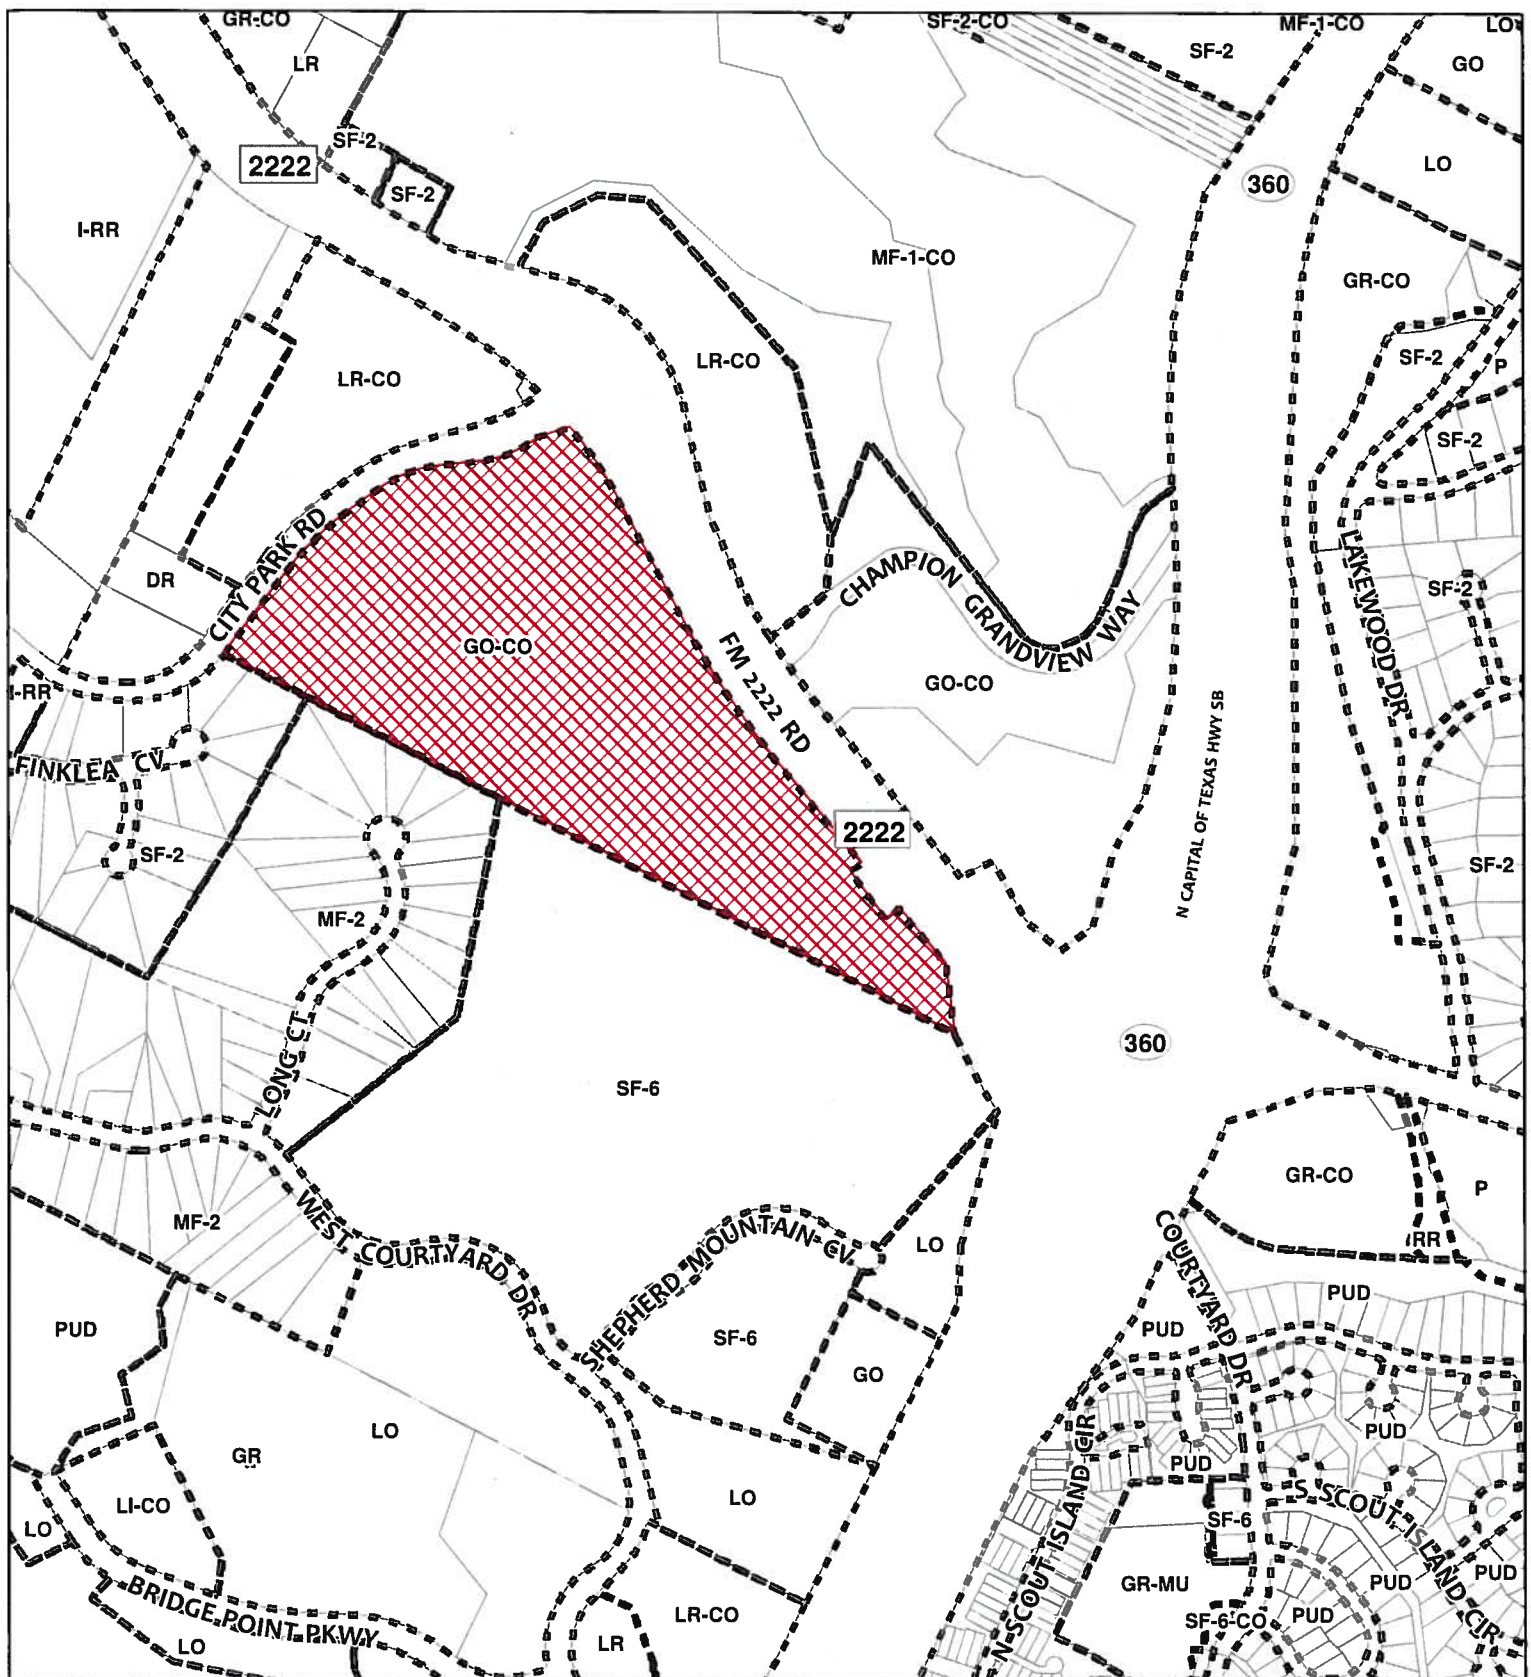 GR-CO
SF-2-CO
MF-1-CO
LO
LR
SF-2
GO
SF-2
2222
SF-2
LO
360
I-RR
MF-1-CO
GR-CO
LR-CO
SF-2
P
LR-CO
SF-2
CITY PARK RD
DR
CHAMPION GRANDVIEW WAY
LAKEWOOD DR
SF-2
GO-CO
FM 2222 RD
GO-CO
I-RR
N CAPITAL OF TEXAS HWY SB
FINKLEA CV
2222
SF-2
SF-2
MF-2
LONG CT
360
SF-6
GR-CO
P
MF-2
WEST COURTYARD DR
SHEPHERD MOUNTAIN CV
LO
COURTYARD DR
RR
PUD
PUD
PUD
SF-6
GO
LO
PUD
GR
PUD
LI-CO
LO
LO
N SCOUT ISLAND CIR
S SCOUT ISLAND CIR
SF-6
GR-MU
PUD
PUD
BRIDGE POINT PKWY
LR-CO
SF-6-CO
PUD
LO
LR